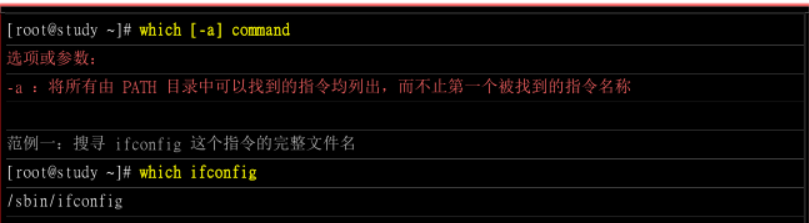 [root@study ~]# which [-a] command
选项或参数：
-a ：将所有由 PATH 目录中可以找到的指令均列出，而不止第一个被找到的指令名称
范例一：搜寻 ifconfig 这个指令的完整文件名
[root@study ~]# which ifconfig
/sbin/ifconfig